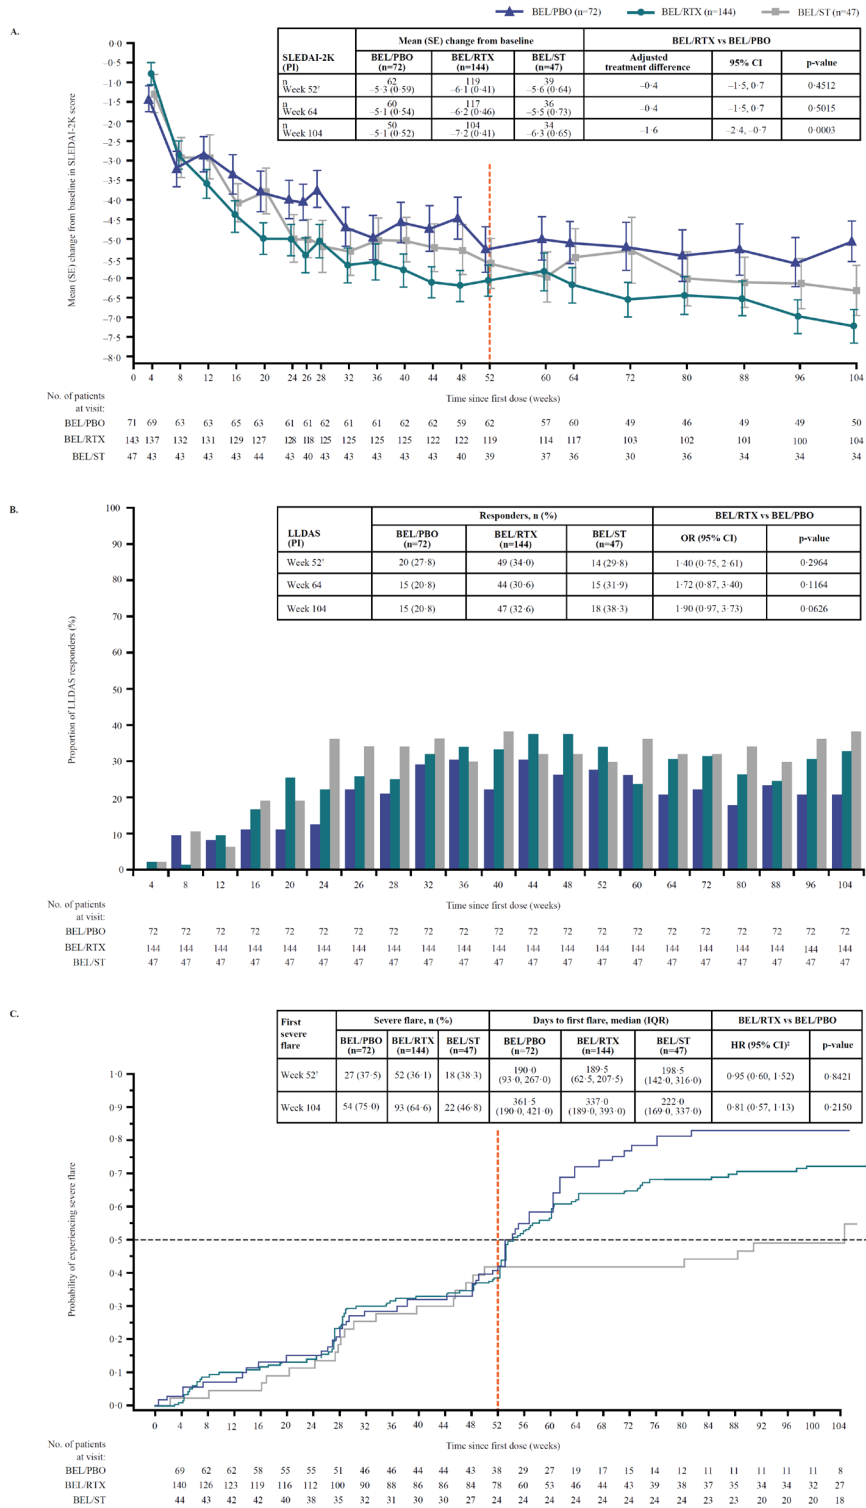 BEL/PBO (n=72) BEL/RTX (n=144) BEL/ST (n=47)
A.
SLEDAI-2K (PI) Mean (SE) change from baseline BEL/RTX vs BEL/PBO
BEL/PBO (n=72) BEL/RTX (n=144) BEL/ST (n=47) Adjusted treatment difference 95% CI p-value
n 62 119 39
Week 52† –5·3 (0·59) –6·1 (0·41) –5·6 (0·64) –0·4 –1·5, 0·7 0·4512
n 60 117 36
Week 64 –5·1 (0·54) –6·2 (0·46) –5·5 (0·73) –0·4 –1·5, 0·7 0·5015
n 50 104 34
Week 104 –5·1 (0·52) –7·2 (0·41) –6·3 (0·65) –1·6 –2·4, –0·7 0·0003
Mean (SE) change from baseline in SLEDAI-2K score
0·0
–0·5
–1·0
–1·5
–2·0
–2·5
–3·0
–3·5
–4·0
–4·5
–5·0
–5·5
–6·0
–6·5
–7·0
–7·5
–8·0
0 4 8 12 16 20 24 26 28 32 36 40 44 48 52 60 64 72 80 88 96 104
Time since first dose (weeks)
No. of patients
at visit:
BEL/PBO 71 69 63 63 65 63 61 61 62 61 61 62 61 59 62 57 60 49 46 49 49 50
BEL/RTX 143 137 132 131 129 127 128 118 125 125 125 125 122 122 119 114 117 103 102 101 100 104
BEL/ST 47 43 43 43 43 44 43 40 43 43 43 43 43 40 39 37 36 30 36 34 34 34
B.
LLDAS (PI) Responders, n (%) BEL/RTX vs BEL/PBO
BEL/PBO (n=72) BEL/RTX (n=144) BEL/ST (n=47) OR (95% CI) p-value
Week 52† 20 (27·8) 49 (34·0) 14 (29·8) 1·40 (0·75, 2·61) 0·2964
Week 64 15 (20·8) 44 (30·6) 15 (31·9) 1·72 (0·87, 3·40) 0·1164
Week 104 15 (20·8) 47 (32·6) 18 (38·3) 1·90 (0·97, 3·73) 0·0626
Proportion of LLDAS responders (%)
100
90
80
70
60
50
40
30
20
10
0
4 8 12 16 20 24 26 28 32 36 40 44 48 52 60 64 72 80 88 96 104
Time since first dose (weeks)
No. of patients
at visit:
BEL/PBO 72 72 72 72 72 72 72 72 72 72 72 72 72 72 72 72 72 72 72 72 72
BEL/RTX 144 144 144 144 144 144 144 144 144 144 144 144 144 144 144 144 144 144 144 144 144
BEL/ST 47 47 47 47 47 47 47 47 47 47 47 47 47 47 47 47 47 47 47 47 47
C.
First severe flare Severe flare, n (%) Days to first flare, median (IQR) BEL/RTX vs BEL/PBO
BEL/PBO (n=72) BEL/RTX (n=144) BEL/ST (n=47) BEL/PBO (n=72) BEL/RTX (n=144) BEL/ST (n=47) HR (95% CI)‡ p-value
Week 52† 27 (37·5) 52 (36·1) 18 (38·3) 190·0 (93·0, 267·0) 189·5 (62·5, 207·5) 198·5 (142·0, 316·0) 0·95 (0·60, 1·52) 0·8421
Week 104 54 (75·0) 93 (64·6) 22 (46·8) 361·5 (190·0, 421·0) 337·0 (189·0, 393·0) 222·0 (169·0, 337·0) 0·81 (0·57, 1·13) 0·2150
Probability of experiencing severe flare
1·0
0·9
0·8
0·7
0·6
0·5
0·4
0·3
0·2
0·1
0·0
0 4 8 12 16 20 24 28 32 36 40 44 48 52 56 60 64 68 72 76 80 84 88 92 96 100 104
Time since first dose (weeks)
No. of patients
at visit:
BEL/PBO 69 62 62 58 55 55 51 46 46 44 44 43 38 29 27 19 17 15 14 12 11 11 11 11 11 8
BEL/RTX 140 126 123 119 116 112 100 90 88 86 86 84 78 60 53 46 44 43 39 38 37 35 34 34 32 27
BEL/ST 44 43 42 42 40 38 35 32 31 30 30 27 24 24 24 24 24 24 24 24 23 23 20 20 20 18